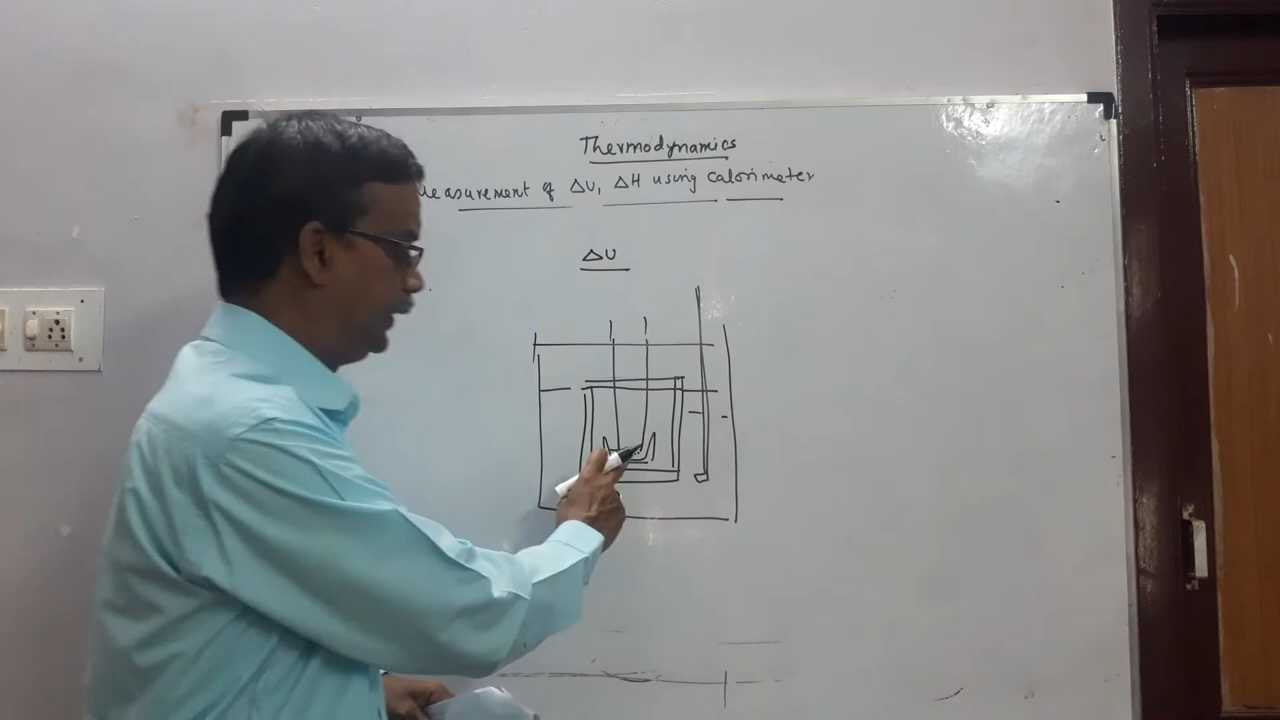 Thermodynamics
easurement of ΔU, ΔH using calorimeter
ΔU